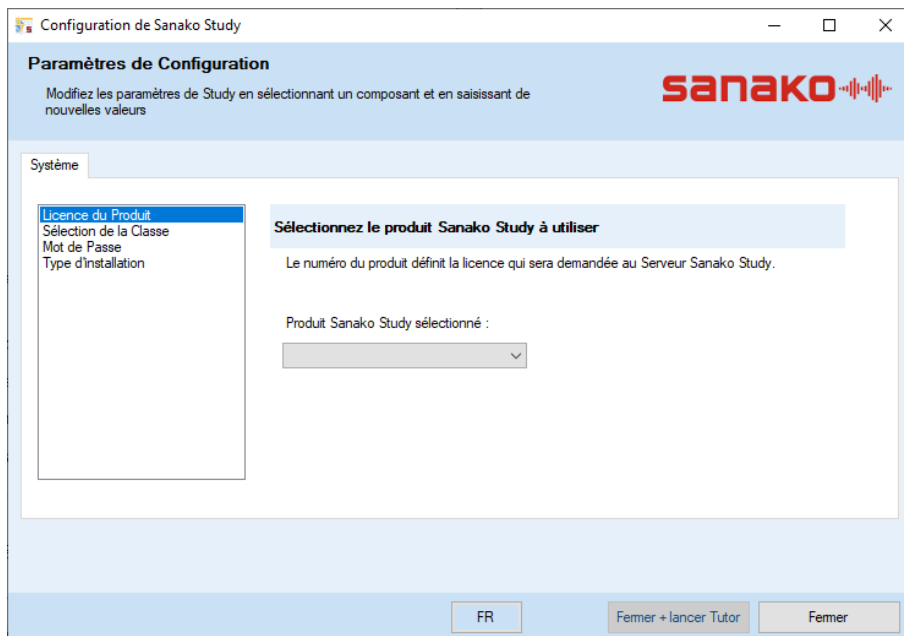 Configuration de Sanako Study
Paramètres de Configuration
Modifiez les paramètres de Study en sélectionnant un composant et en saisissant de
nouvelles valeurs
sanako
Système
Licence du Produit
Sélection de la Classe
Mot de Passe
Type d'installation
Sélectionnez le produit Sanako Study à utiliser
Le numéro du produit définit la licence qui sera demandée au Serveur Sanako Study.
Produit Sanako Study sélectionné :
FR
Fermer + lancer Tutor
Fermer